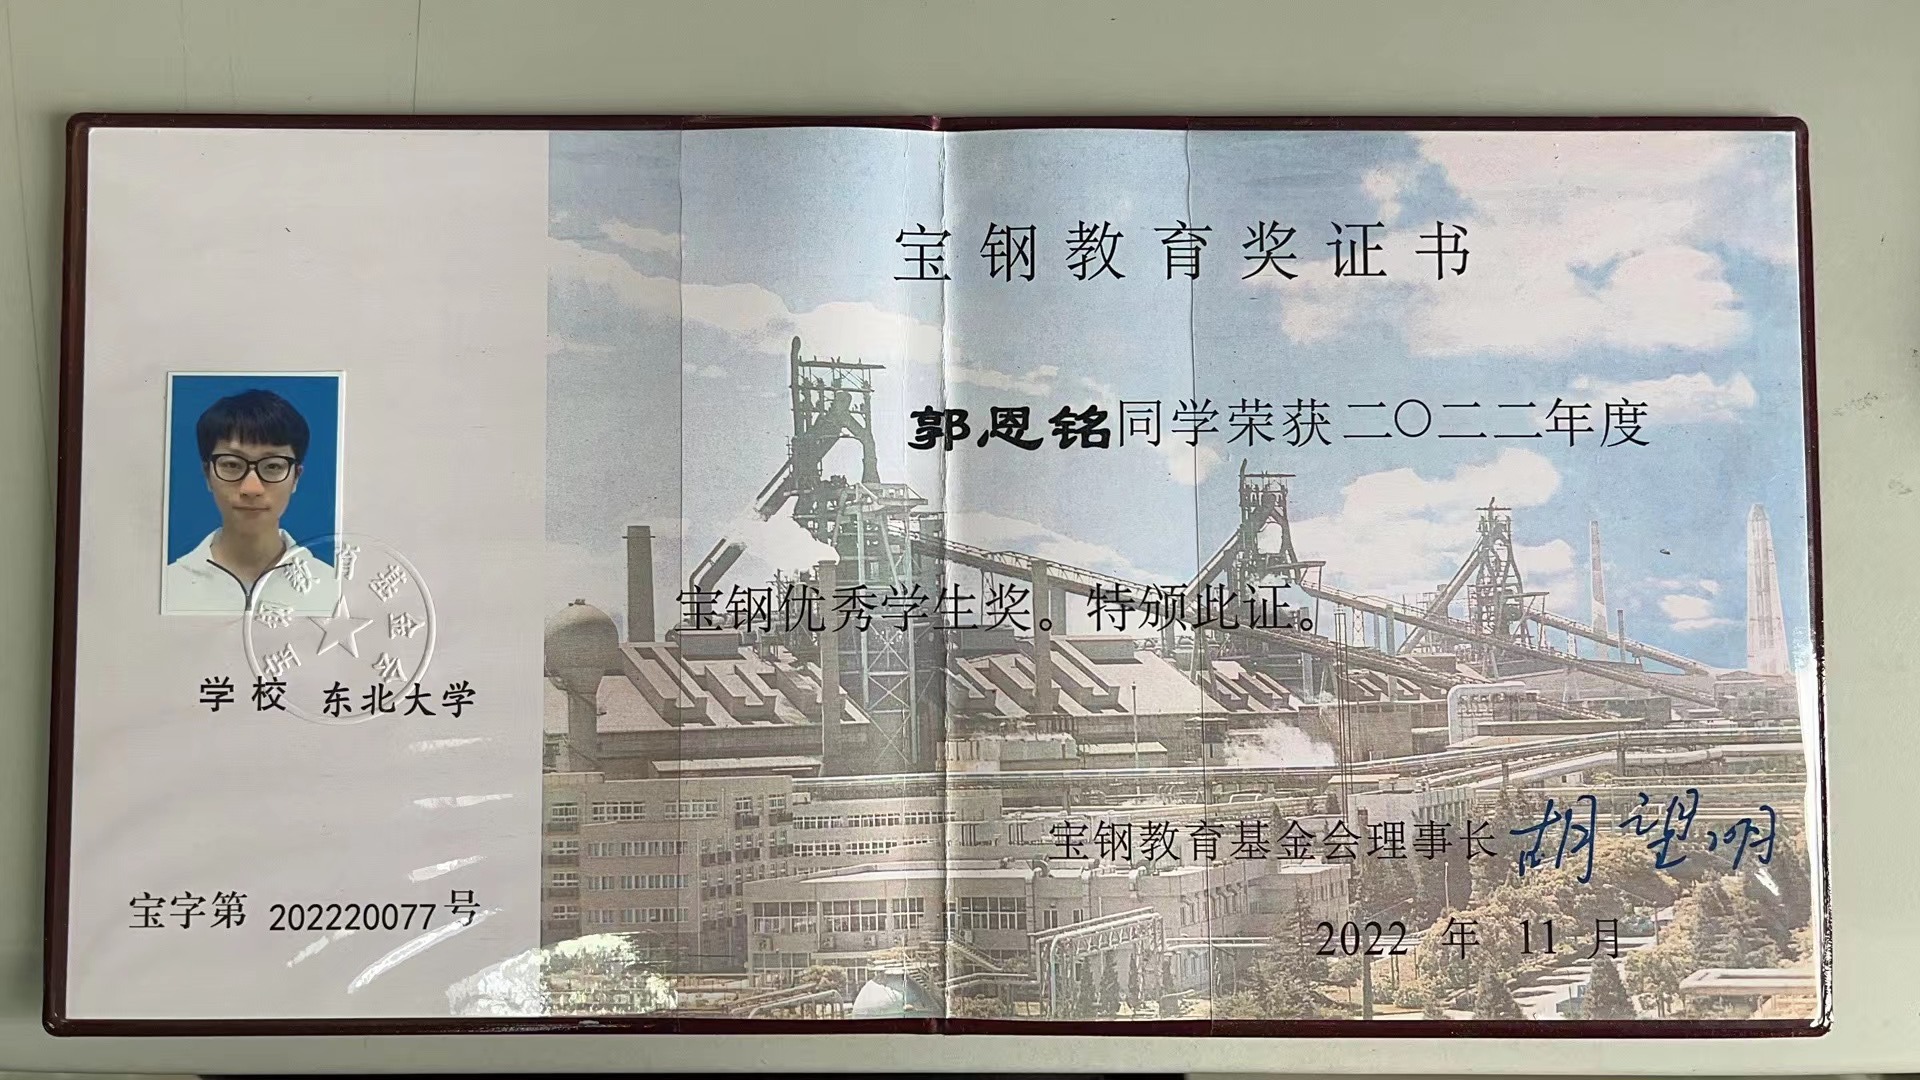 宝钢教育奖证书
郭恩铭同学荣获二〇二二年度
宝钢优秀学生奖。特颁此证。
宝钢教育基金会理事长 胡望明
2022 年 11 月
宝钢教育基金会
学校 东北大学
宝字第 202220077 号